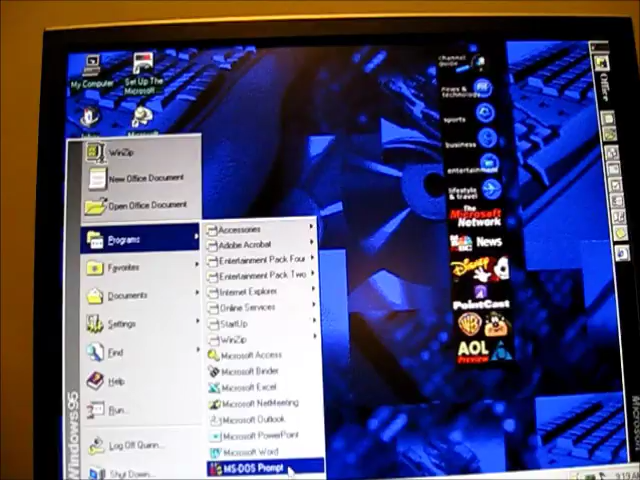 My Computer
Set Up The
Microsoft ...
Inbox
Microsoft
WinZip
New Office Document
Open Office Document
Programs
Favorites
Documents
Settings
Find
Help
Run...
Log Off Quinn...
Shut Down...
Windows95
Accessories
Adobe Acrobat
Entertainment Pack Four
Entertainment Pack Two
Internet Explorer
Online Services
StartUp
WinZip
Microsoft Access
Microsoft Binder
Microsoft Excel
Microsoft NetMeeting
Microsoft Outlook
Microsoft PowerPoint
Microsoft Word
MS-DOS Prompt
Channel
Guide
news &
technology
sports
business
entertainment
lifestyle
& travel
The
Microsoft
Network
News
Disney
PointCast
WB
AOL
Preview
Office
Microsoft